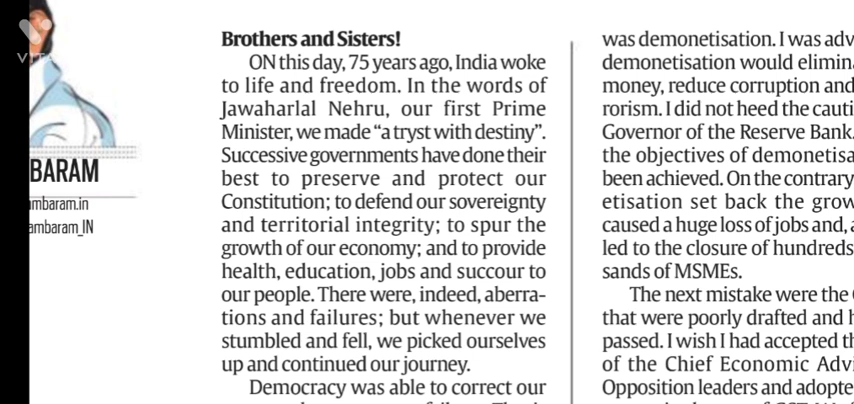 VITA
BARAM
ambaram.in
ambaram_IN
Brothers and Sisters!
ON this day, 75 years ago, India woke
to life and freedom. In the words of
Jawaharlal Nehru, our first Prime
Minister, we made “a tryst with destiny”.
Successive governments have done their
best to preserve and protect our
Constitution; to defend our sovereignty
and territorial integrity; to spur the
growth of our economy; and to provide
health, education, jobs and succour to
our people. There were, indeed, aberra-
tions and failures; but whenever we
stumbled and fell, we picked ourselves
up and continued our journey.
Democracy was able to correct our
was demonetisation. I was adv
demonetisation would elimina
money, reduce corruption and
rorism. I did not heed the cauti
Governor of the Reserve Bank.
the objectives of demonetisa
been achieved. On the contrary
etisation set back the grow
caused a huge loss of jobs and, a
led to the closure of hundreds
sands of MSMEs.
The next mistake were the
that were poorly drafted and h
passed. I wish I had accepted th
of the Chief Economic Advi
Opposition leaders and adopte